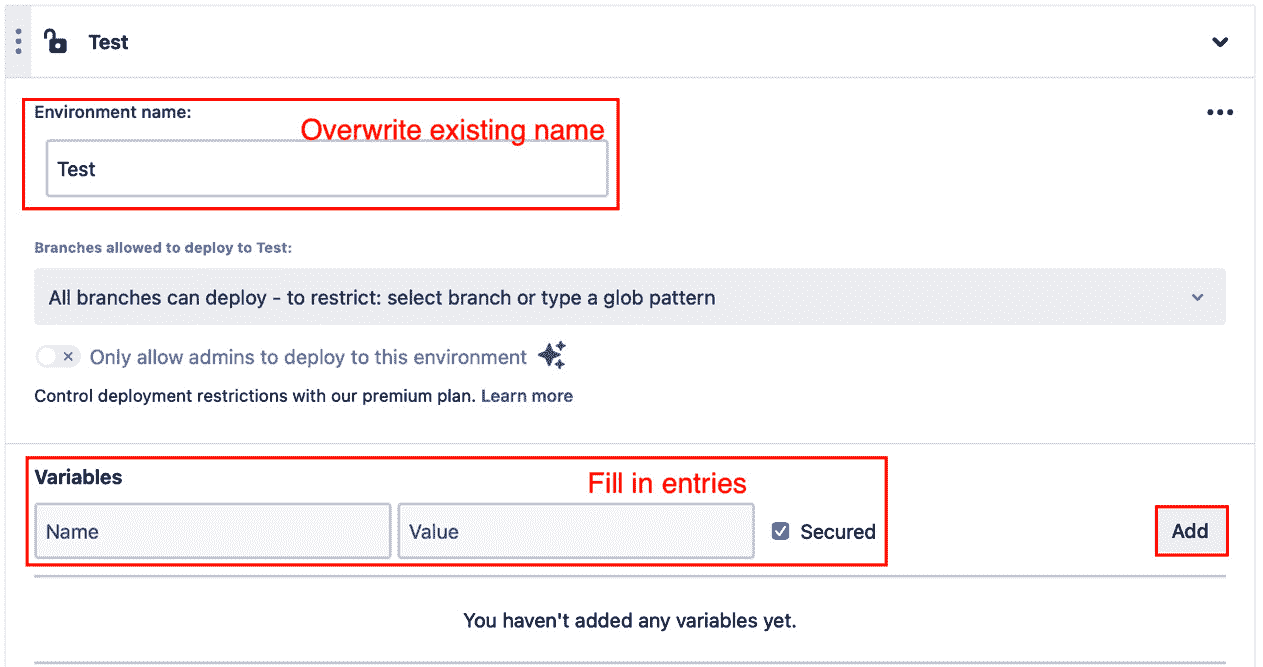 Test
Environment name:
Overwrite existing name
Test
Branches allowed to deploy to Test:
All branches can deploy - to restrict: select branch or type a glob pattern
Only allow admins to deploy to this environment
Control deployment restrictions with our premium plan. Learn more
Variables
Fill in entries
Name Value Secured Add
You haven't added any variables yet.